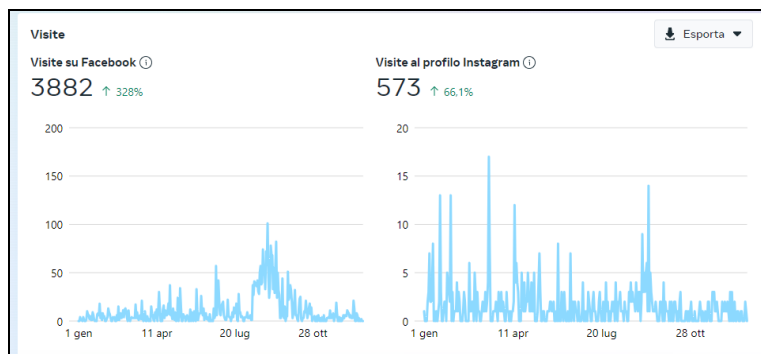 Visite
Esporta
Visite su Facebook
Visite al profilo Instagram
3882 ↑ 328%
573 ↑ 66,1%
200
150
100
50
0
1 gen 11 apr 20 lug 28 ott
20
15
10
5
0
1 gen 11 apr 20 lug 28 ott